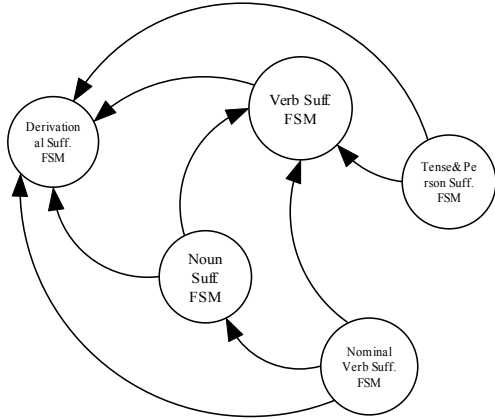 Verb Suff
FSM
Derivation
al Suff.
FSM
Tense&Pe
rson Suff.
FSM
Noun
Suff
FSM
Nominal
Verb Suff.
FSM